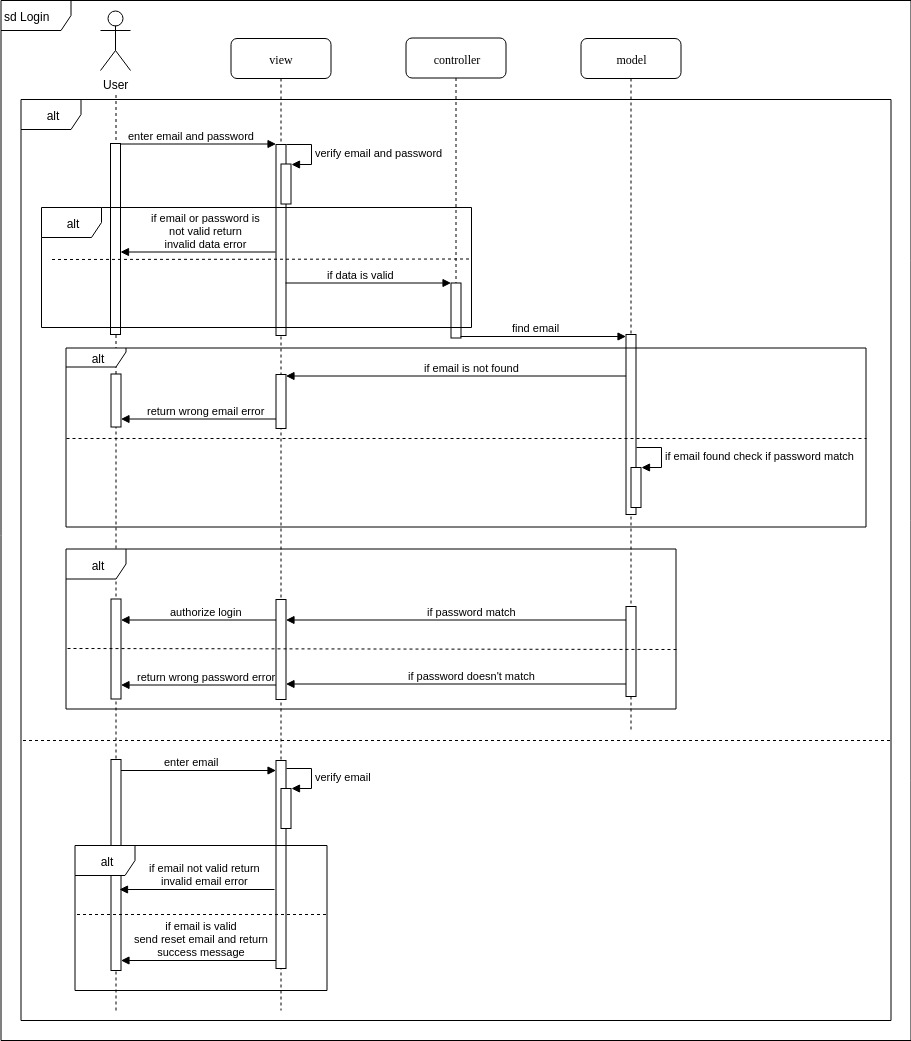 sd Login
User
view
controller
model
alt
enter email and password
verify email and password
alt
if email or password is
not valid return
invalid data error
if data is valid
find email
alt
if email is not found
return wrong email error
if email found check if password match
alt
authorize login
if password match
return wrong password error
if password doesn't match
enter email
verify email
alt
if email not valid return
invalid email error
if email is valid
send reset email and return
success message